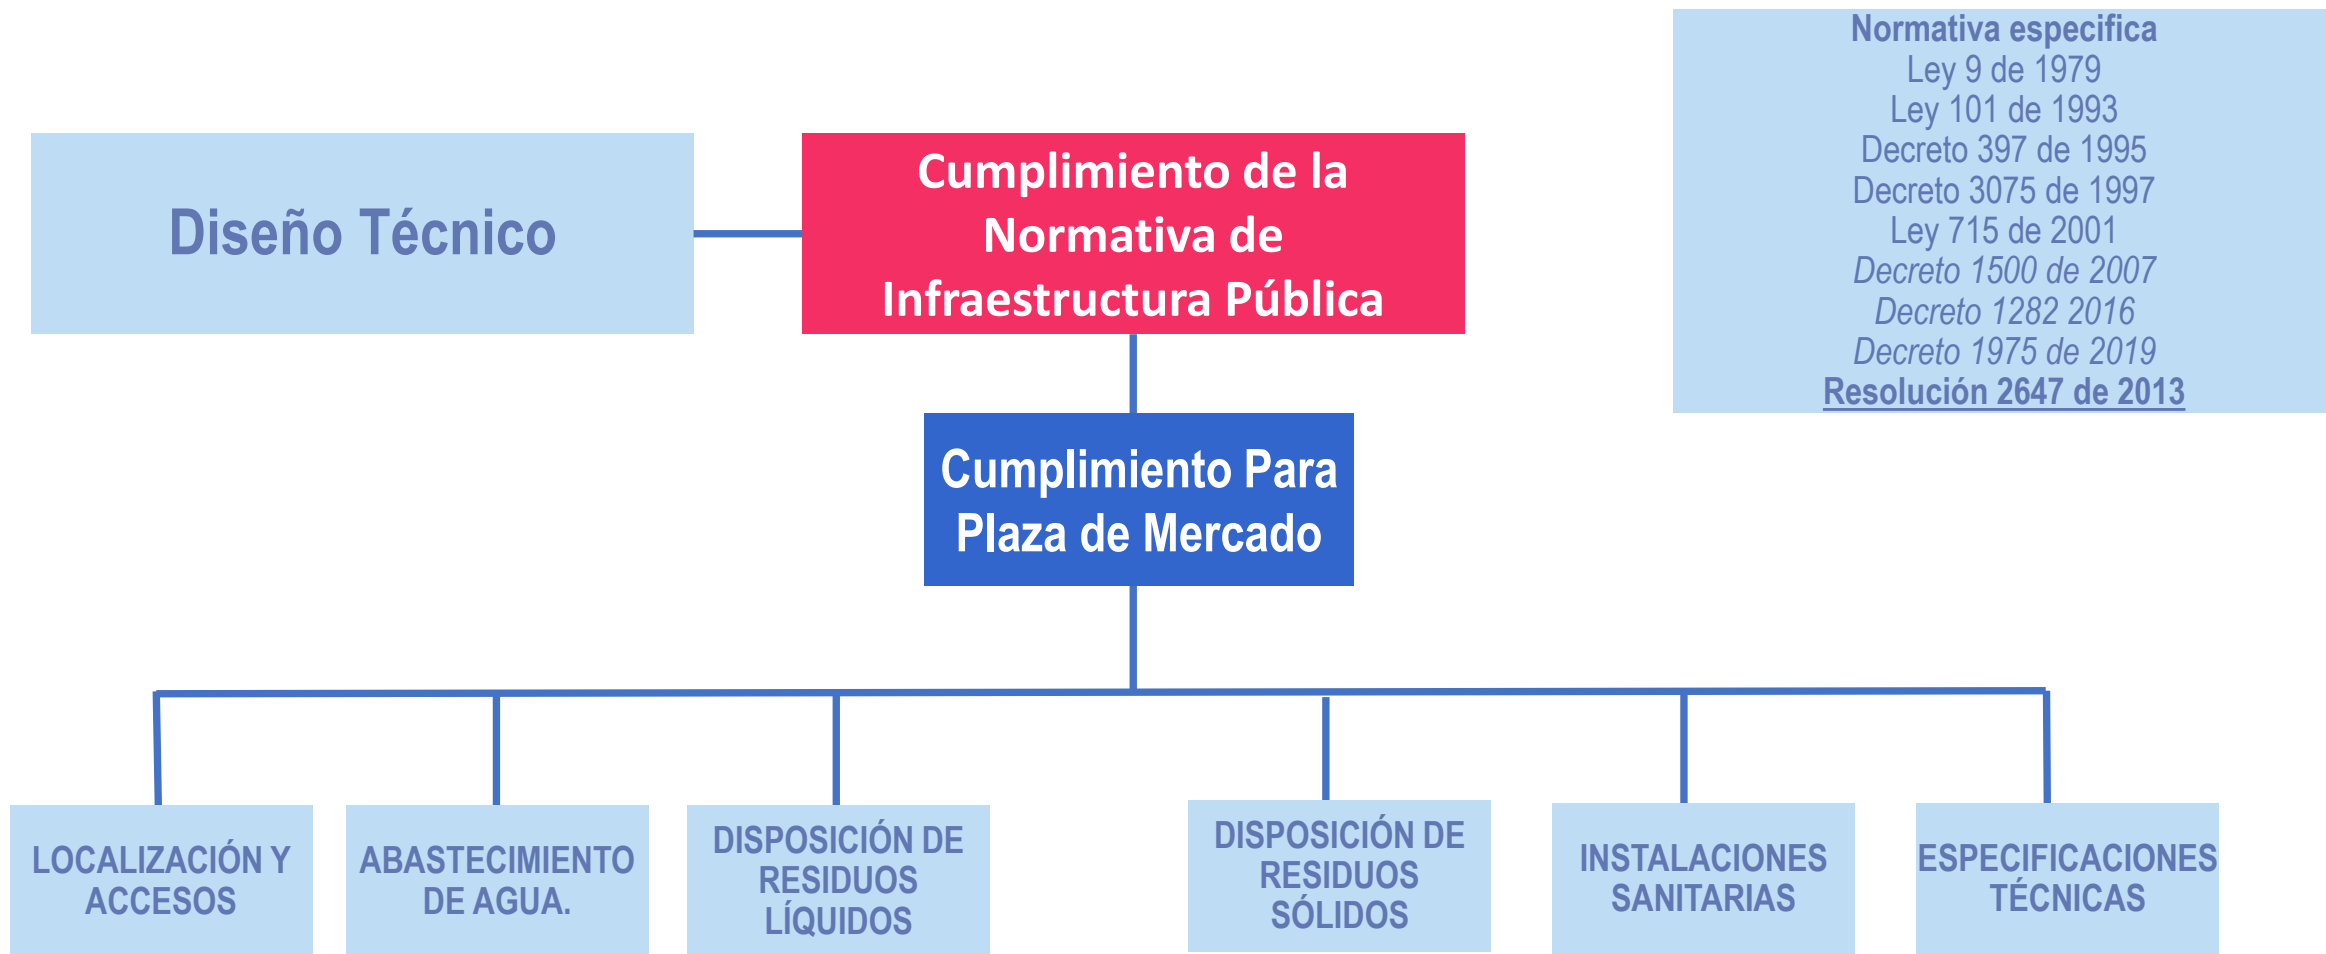 Normativa especifica
Ley 9 de 1979
Ley 101 de 1993
Decreto 397 de 1995
Decreto 3075 de 1997
Ley 715 de 2001
Decreto 1500 de 2007
Decreto 1282 2016
Decreto 1975 de 2019
Resolución 2647 de 2013
Diseño Técnico
Cumplimiento de la
Normativa de
Infraestructura Pública
Cumplimiento Para
Plaza de Mercado
LOCALIZACIÓN Y
ACCESOS
ABASTECIMIENTO
DE AGUA.
DISPOSICIÓN DE
RESIDUOS
LÍQUIDOS
DISPOSICIÓN DE
RESIDUOS
SÓLIDOS
INSTALACIONES
SANITARIAS
ESPECIFICACIONES
TÉCNICAS